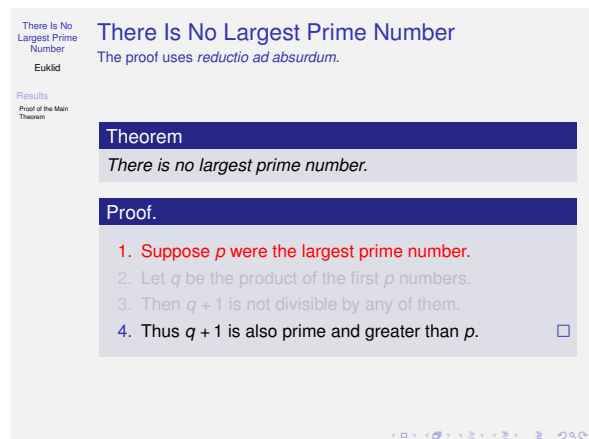 There Is No
Largest Prime
Number
Euklid
Results
Proof of the Main
Theorem
There Is No Largest Prime Number
The proof uses reductio ad absurdum.
Theorem
There is no largest prime number.
Proof.
1. Suppose p were the largest prime number.
2. Let q be the product of the first p numbers.
3. Then q + 1 is not divisible by any of them.
4. Thus q + 1 is also prime and greater than p. □